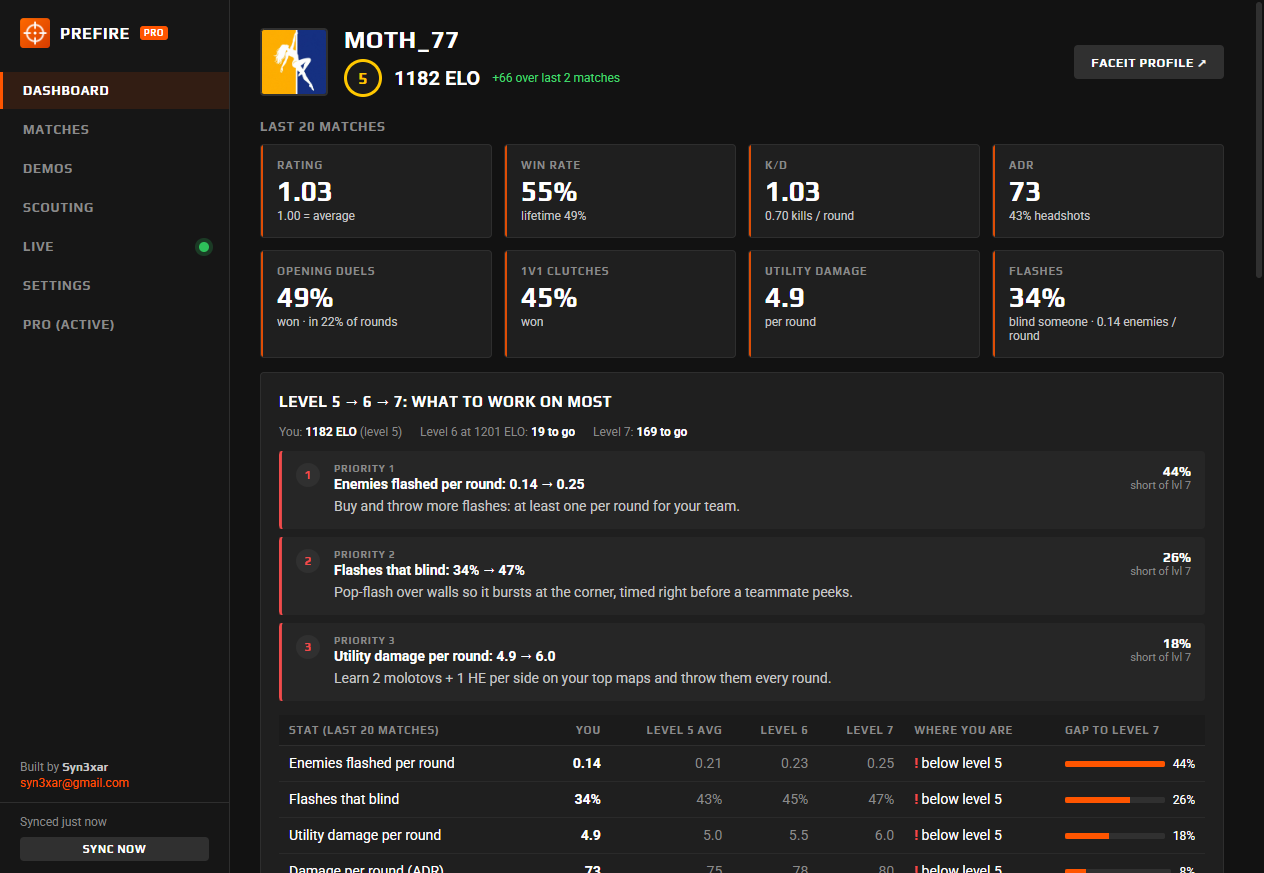 PREFIRE PRO
DASHBOARD
MATCHES
DEMOS
SCOUTING
LIVE
SETTINGS
PRO (ACTIVE)
Built by Syn3xar
syn3xar@gmail.com
Synced just now
SYNC NOW
MOTH_77
5 1182 ELO +66 over last 2 matches
FACEIT PROFILE ↗
LAST 20 MATCHES
RATING
1.03
1.00 = average
WIN RATE
55%
lifetime 49%
K/D
1.03
0.70 kills / round
ADR
73
43% headshots
OPENING DUELS
49%
won · in 22% of rounds
1V1 CLUTCHES
45%
won
UTILITY DAMAGE
4.9
per round
FLASHES
34%
blind someone · 0.14 enemies /
round
LEVEL 5 → 6 → 7: WHAT TO WORK ON MOST
You: 1182 ELO (level 5) Level 6 at 1201 ELO: 19 to go Level 7: 169 to go
1
PRIORITY 1
Enemies flashed per round: 0.14 → 0.25
Buy and throw more flashes: at least one per round for your team.
44%
short of lvl 7
2
PRIORITY 2
Flashes that blind: 34% → 47%
Pop-flash over walls so it bursts at the corner, timed right before a teammate peeks.
26%
short of lvl 7
3
PRIORITY 3
Utility damage per round: 4.9 → 6.0
Learn 2 molotovs + 1 HE per side on your top maps and throw them every round.
18%
short of lvl 7
STAT (LAST 20 MATCHES) YOU LEVEL 5 AVG LEVEL 6 LEVEL 7 WHERE YOU ARE GAP TO LEVEL 7
Enemies flashed per round 0.14 0.21 0.23 0.25 ! below level 5 44%
Flashes that blind 34% 43% 45% 47% ! below level 5 26%
Utility damage per round 4.9 5.0 5.5 6.0 ! below level 5 18%
Damage per round (ADR) 73 75 78 80 ! below level 5 8%